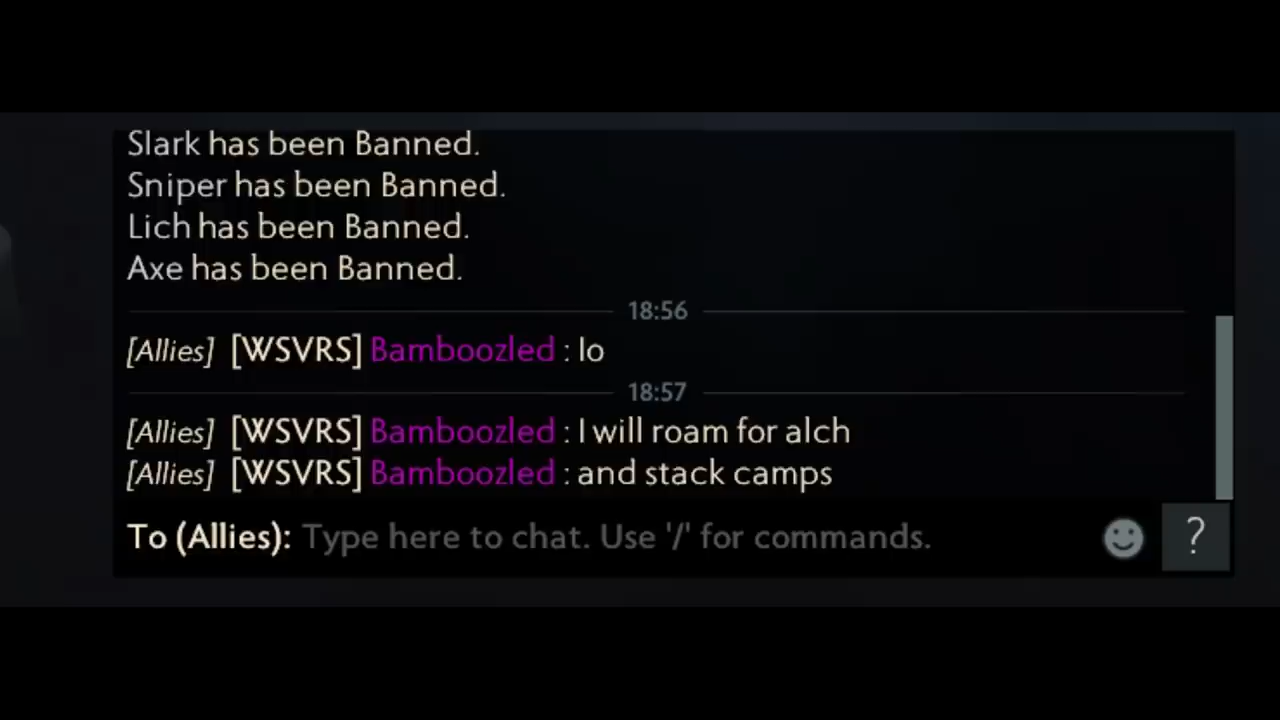 Slark has been Banned.
Sniper has been Banned.
Lich has been Banned.
Axe has been Banned.
18:56
[Allies] [WSVRS] Bamboozled : lo
18:57
[Allies] [WSVRS] Bamboozled : I will roam for alch
[Allies] [WSVRS] Bamboozled : and stack camps
To (Allies): Type here to chat. Use '/' for commands. ?